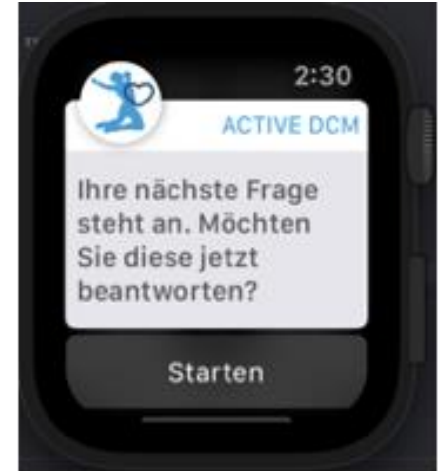 2:30
ACTIVE DCM
Ihre nächste Frage
steht an. Möchten
Sie diese jetzt
beantworten?
Starten